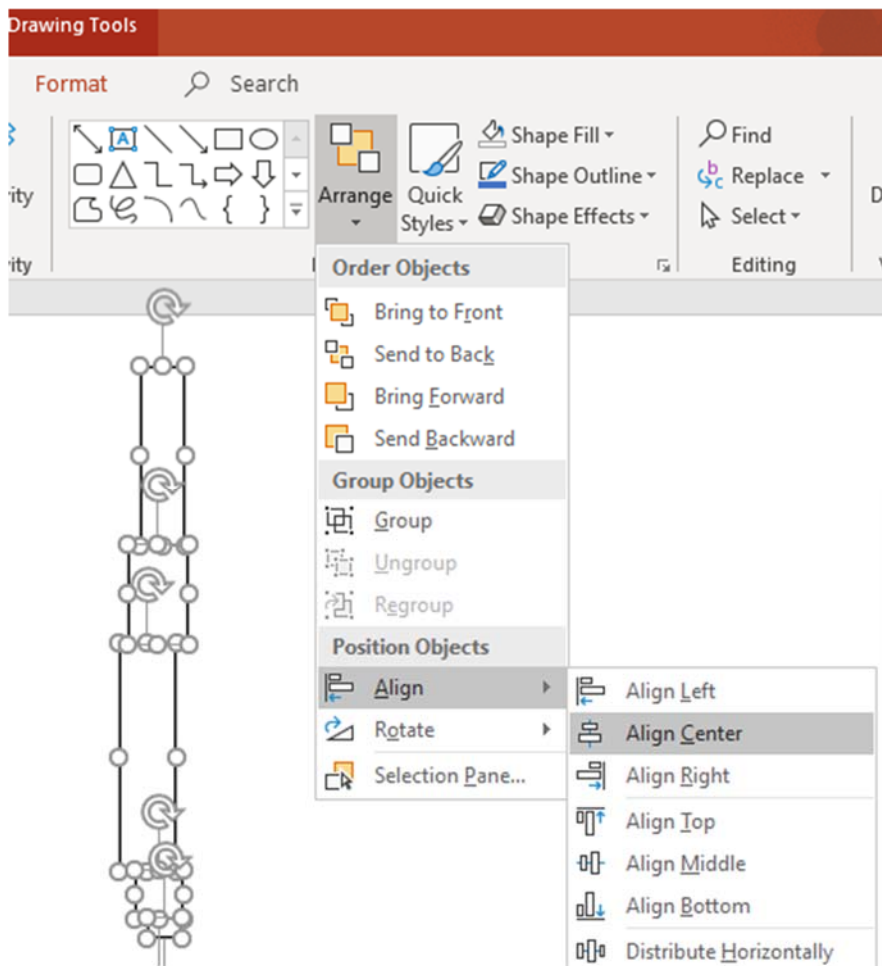 Drawing Tools
Format
Search
A
Shape Fill
Find
rity
Arrange
Quick
Styles
Shape Outline
Shape Effects
b
c
Replace
Select
D
ity
Editing
Order Objects
Bring to Front
Send to Back
Bring Forward
Send Backward
Group Objects
Group
Ungroup
Regroup
Position Objects
Align
Rotate
Selection Pane...
Align Left
Align Center
Align Right
Align Top
Align Middle
Align Bottom
Distribute Horizontally